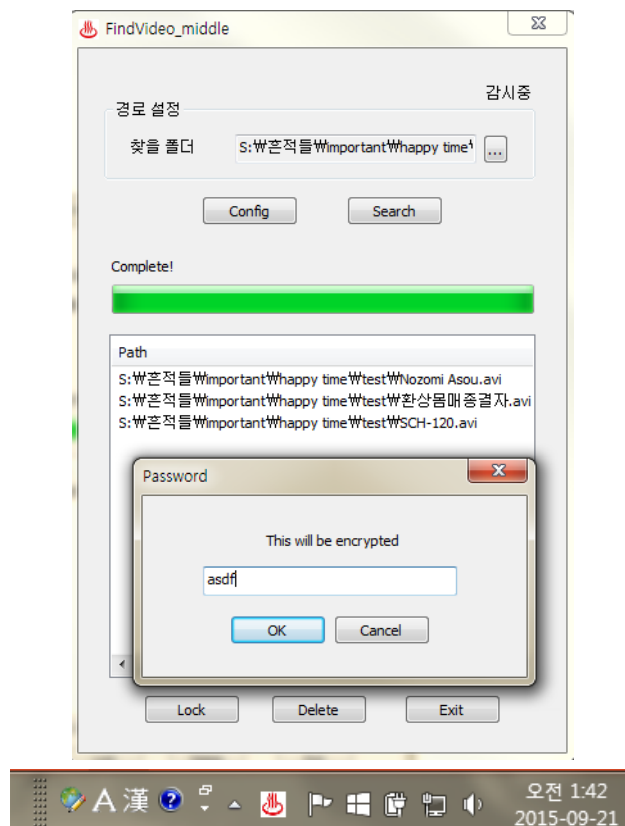 FindVideo_middle
감시중
경로 설정
찾을 폴더
S:₩흔적들₩important₩happy time₩
...
Config
Search
Complete!
Path
S:₩흔적들₩important₩happy time₩test₩Nozomi Asou.avi
S:₩흔적들₩important₩happy time₩test₩환상몸매종결자.avi
S:₩흔적들₩important₩happy time₩test₩SCH-120.avi
Password
This will be encrypted
asdf
OK
Cancel
Lock
Delete
Exit
A 漢
오전 1:42
2015-09-21